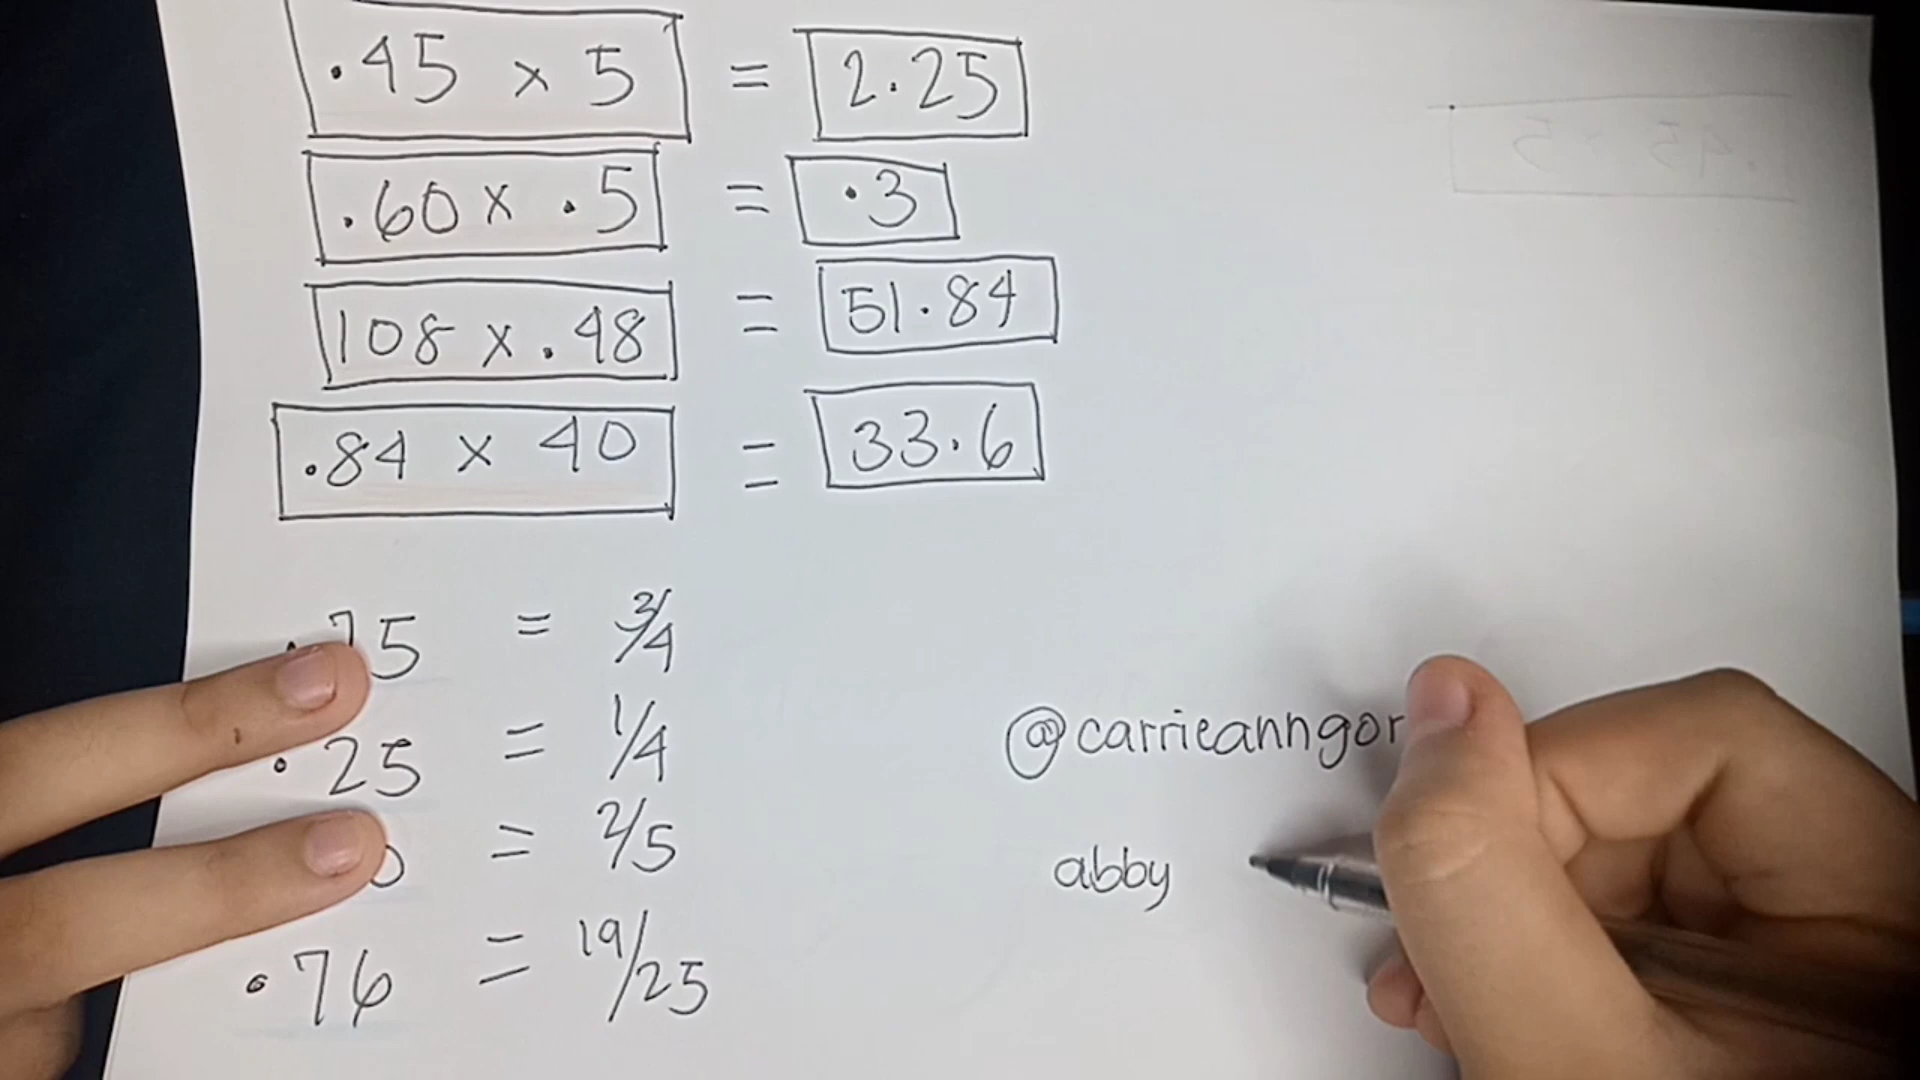 .45 x 5 = 2.25
.60 x .5 = .3
108 x .48 = 51.84
.84 x 40 = 33.6
.75 = 3/4
.25 = 1/4
= 2/5
.76 = 19/25
abby